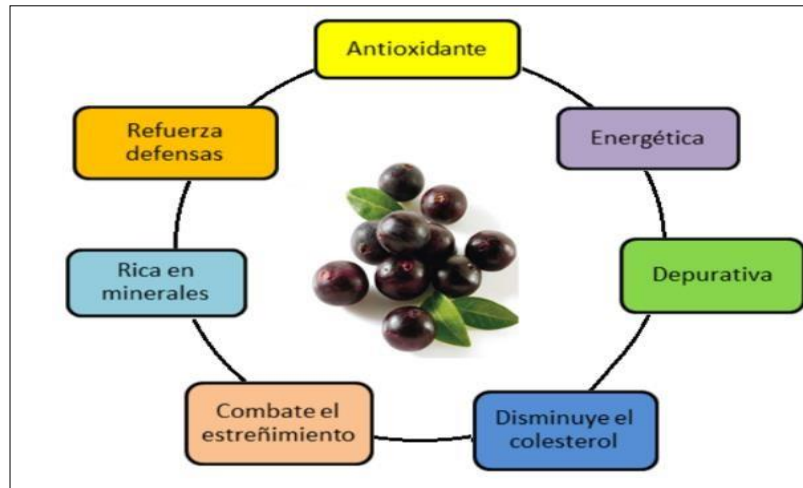 Antioxidante
Energética
Depurativa
Disminuye el
colesterol
Combate el
estreñimiento
Rica en
minerales
Refuerza
defensas